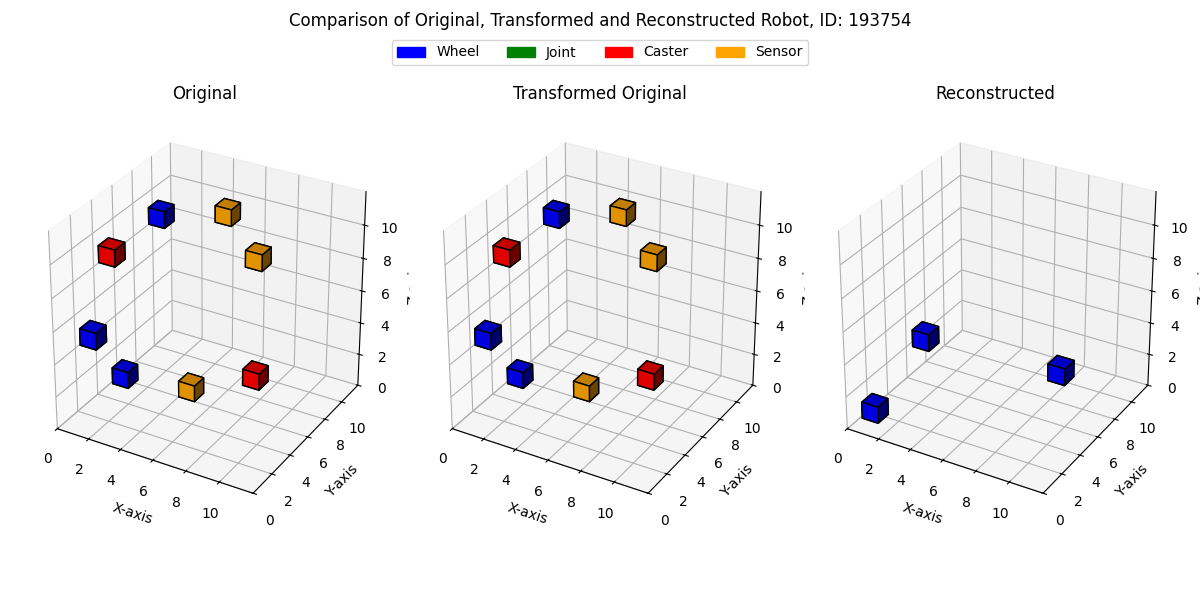 Comparison of Original, Transformed and Reconstructed Robot, ID: 193754
Wheel Joint Caster Sensor
Original Transformed Original Reconstructed
10 10 10
8 8 8
6 6 6
4 4 4
2 2 2
0 0 0
0 2 4 6 8 10 0 2 4 6 8 10 0 2 4 6 8 10
0 2 4 6 8 10 0 2 4 6 8 10 0 2 4 6 8 10
X-axis Y-axis X-axis Y-axis X-axis Y-axis